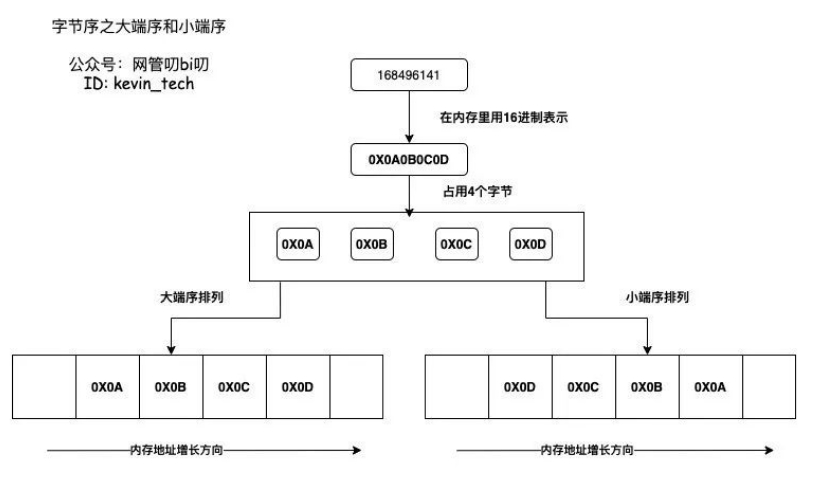 字节序之大端序和小端序
公众号：网管叨bi叨
ID: kevin_tech
168496141
在内存里用16进制表示
0X0A0B0C0D
占用4个字节
0X0A 0X0B 0X0C 0X0D
大端序排列 小端序排列
0X0A 0X0B 0X0C 0X0D 0X0D 0X0C 0X0B 0X0A
内存地址增长方向 内存地址增长方向